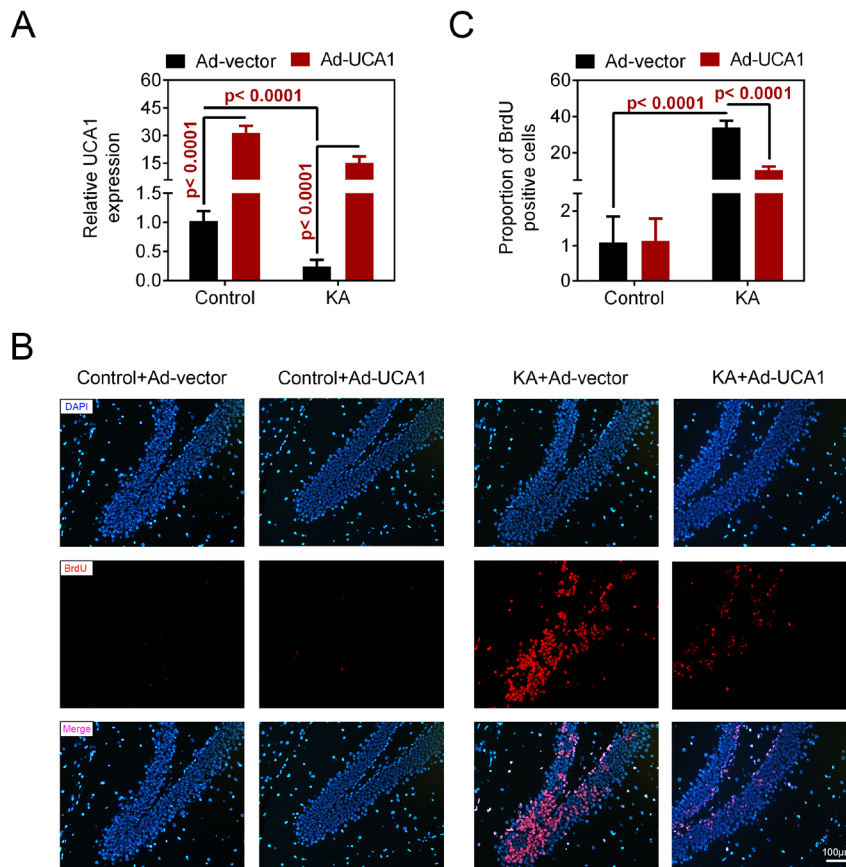 A
Ad-vector Ad-UCA1
Relative UCA1
expression
60
45
30
15
1.5
1.0
0.5
0.0
p< 0.0001
p< 0.0001
p< 0.0001
Control KA
C
Ad-vector Ad-UCA1
Proportion of BrdU
positive cells
60
40
20
2
1
0
p< 0.0001
p< 0.0001
Control KA
B
Control+Ad-vector Control+Ad-UCA1 KA+Ad-vector KA+Ad-UCA1
DAPI
BrdU
Merge
100μm